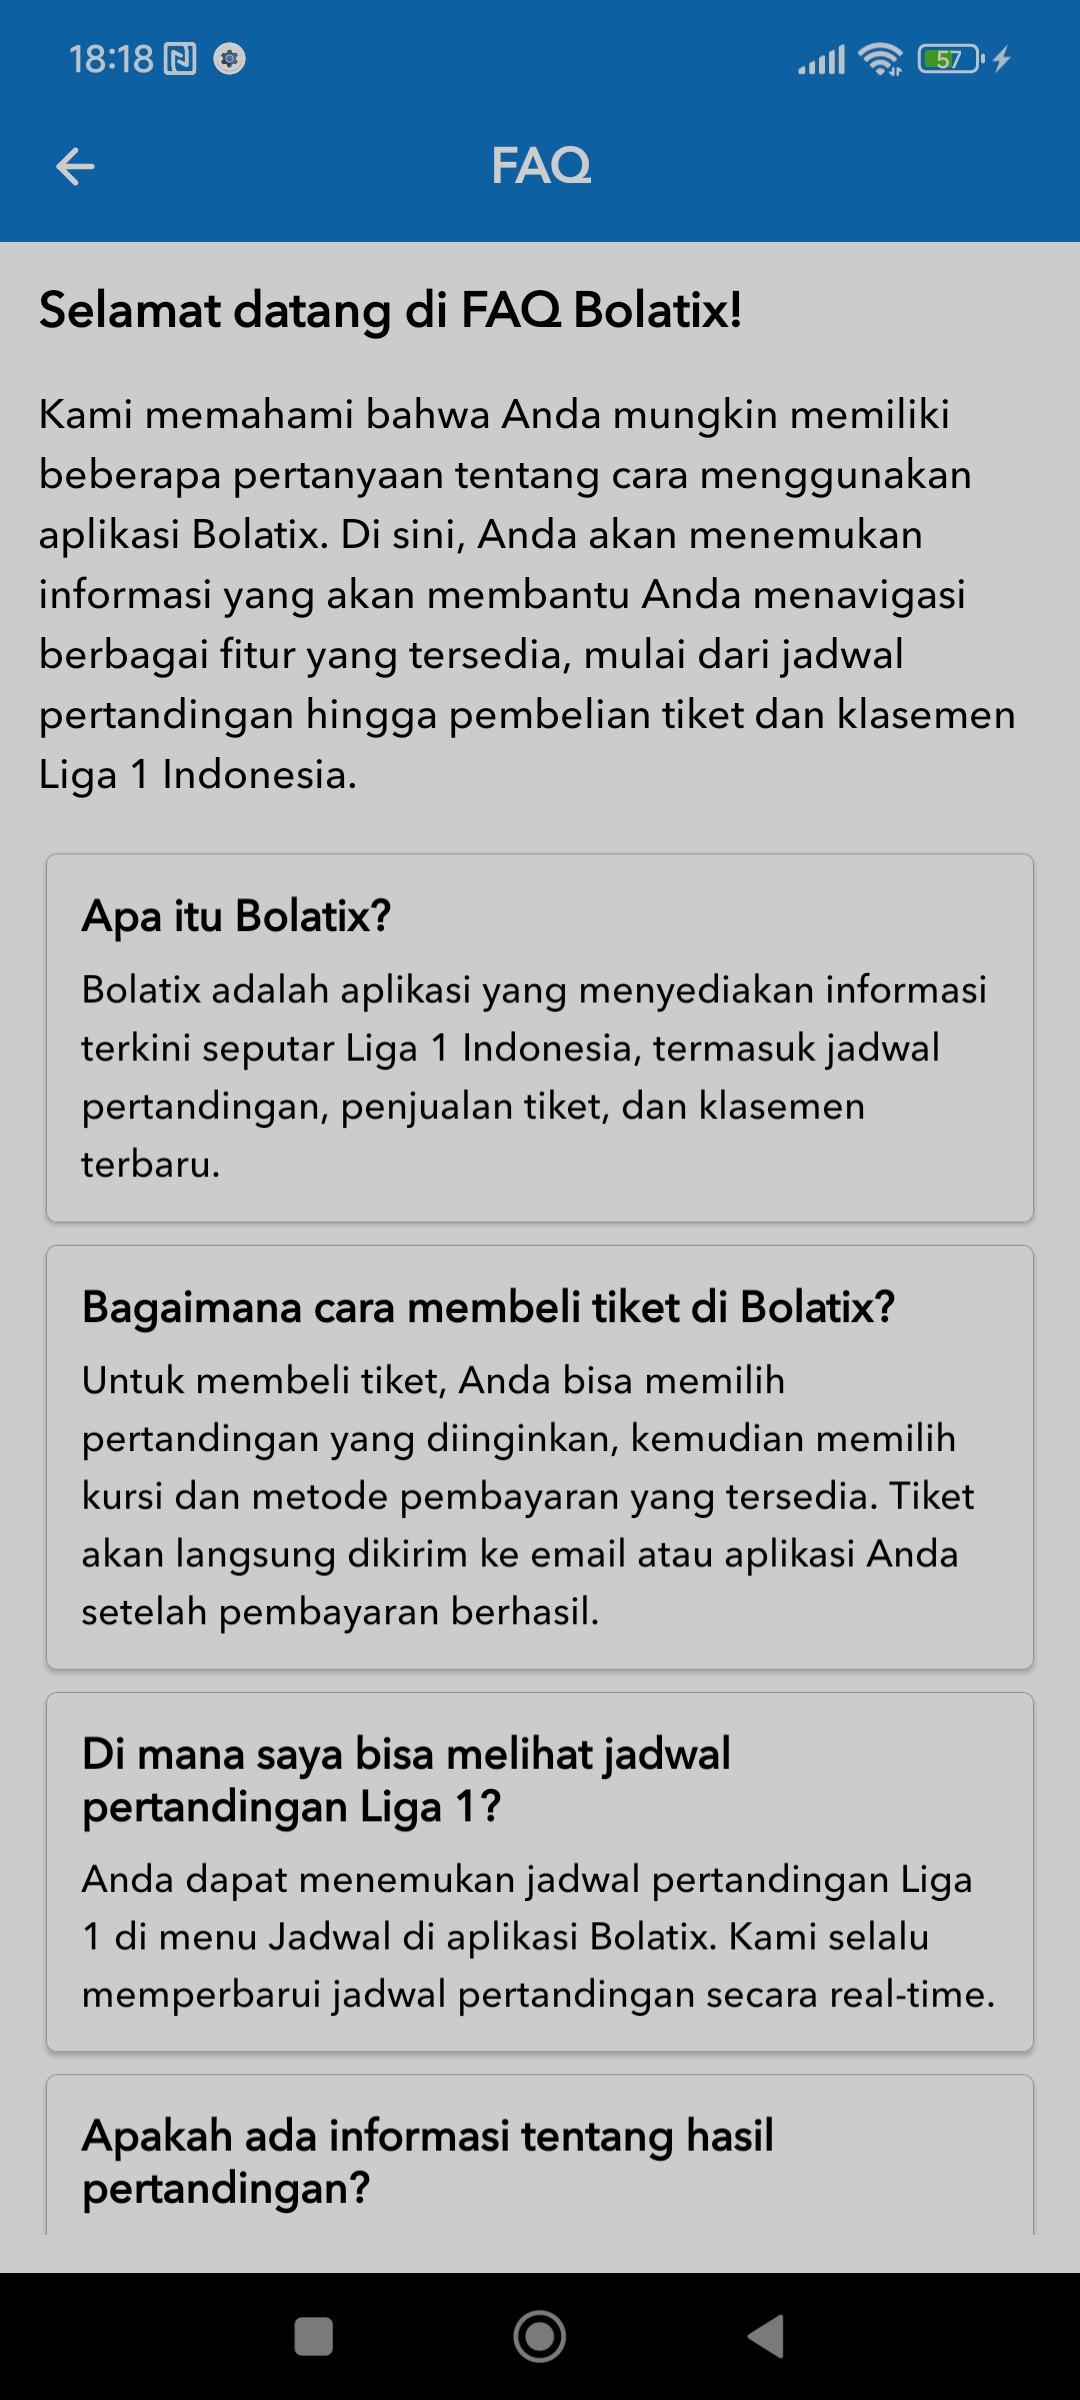 18:18
57
FAQ
Selamat datang di FAQ Bolatix!
Kami memahami bahwa Anda mungkin memiliki
beberapa pertanyaan tentang cara menggunakan
aplikasi Bolatix. Di sini, Anda akan menemukan
informasi yang akan membantu Anda menavigasi
berbagai fitur yang tersedia, mulai dari jadwal
pertandingan hingga pembelian tiket dan klasemen
Liga 1 Indonesia.
Apa itu Bolatix?
Bolatix adalah aplikasi yang menyediakan informasi
terkini seputar Liga 1 Indonesia, termasuk jadwal
pertandingan, penjualan tiket, dan klasemen
terbaru.
Bagaimana cara membeli tiket di Bolatix?
Untuk membeli tiket, Anda bisa memilih
pertandingan yang diinginkan, kemudian memilih
kursi dan metode pembayaran yang tersedia. Tiket
akan langsung dikirim ke email atau aplikasi Anda
setelah pembayaran berhasil.
Di mana saya bisa melihat jadwal
pertandingan Liga 1?
Anda dapat menemukan jadwal pertandingan Liga
1 di menu Jadwal di aplikasi Bolatix. Kami selalu
memperbarui jadwal pertandingan secara real-time.
Apakah ada informasi tentang hasil
pertandingan?